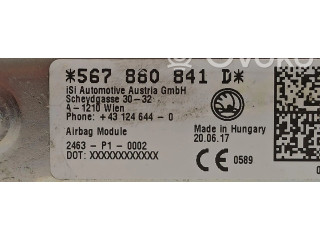 *567 860 841 D*
iSi Automotive Austria GmbH
Scheydgasse 30-32
A-1210 Wien
Phone: +43 124 644 - 0
Airbag Module
2463 - P1 - 0002
DOT: XXXXXXXXXXXXX
Made in Hungary
20.06.17
CE 0589